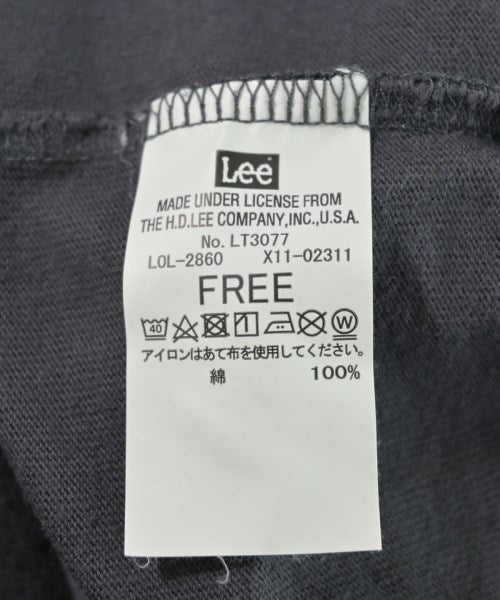 Lee
MADE UNDER LICENSE FROM
THE H.D.LEE COMPANY,INC.,U.S.A.
No. LT3077
LOL-2860 X11-02311
FREE
40 W
アイロンはあて布を使用してください。
綿 100%